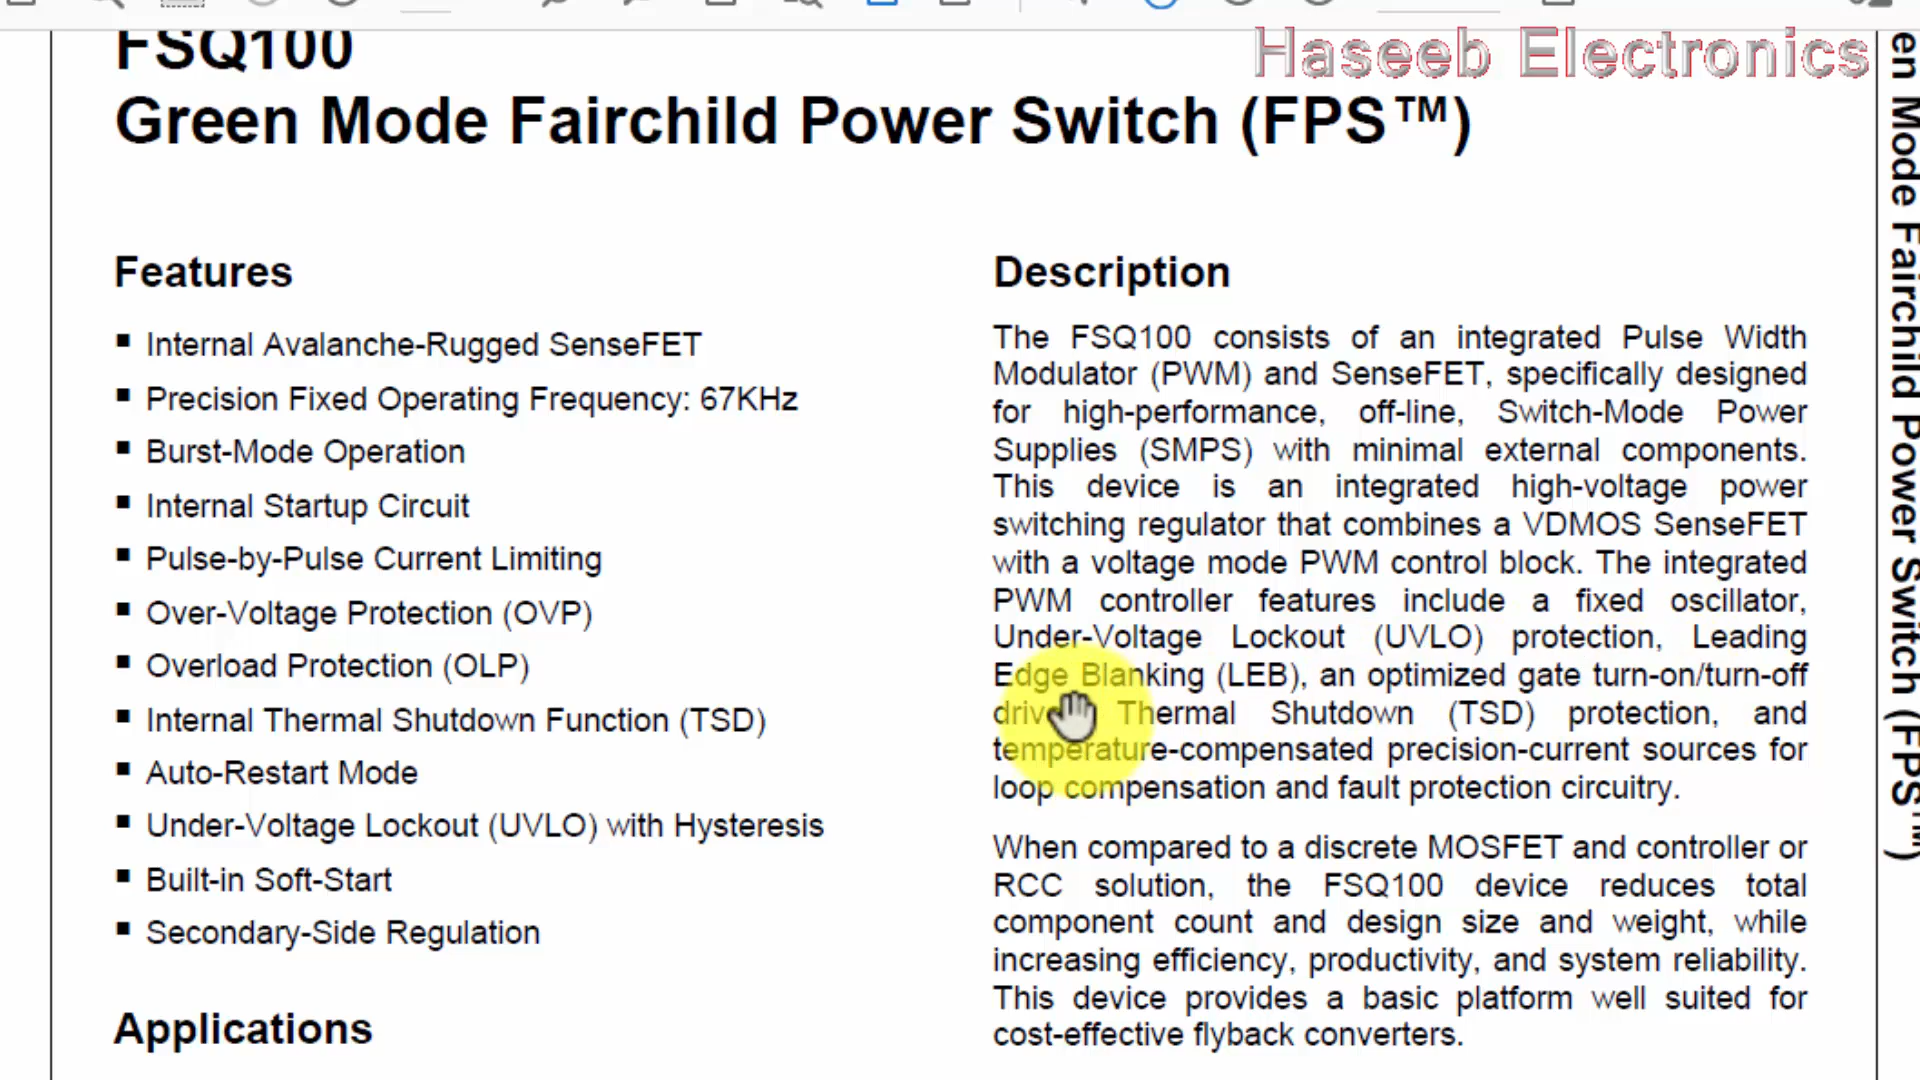 FSQ100
Haseeb Electronics
Green Mode Fairchild Power Switch (FPS™)
Features
■ Internal Avalanche-Rugged SenseFET
■ Precision Fixed Operating Frequency: 67KHz
■ Burst-Mode Operation
■ Internal Startup Circuit
■ Pulse-by-Pulse Current Limiting
■ Over-Voltage Protection (OVP)
■ Overload Protection (OLP)
■ Internal Thermal Shutdown Function (TSD)
■ Auto-Restart Mode
■ Under-Voltage Lockout (UVLO) with Hysteresis
■ Built-in Soft-Start
■ Secondary-Side Regulation
Applications
Description
The FSQ100 consists of an integrated Pulse Width
Modulator (PWM) and SenseFET, specifically designed
for high-performance, off-line, Switch-Mode Power
Supplies (SMPS) with minimal external components.
This device is an integrated high-voltage power
switching regulator that combines a VDMOS SenseFET
with a voltage mode PWM control block. The integrated
PWM controller features include a fixed oscillator,
Under-Voltage Lockout (UVLO) protection, Leading
Edge Blanking (LEB), an optimized gate turn-on/turn-off
Thermal Shutdown (TSD) protection, and
temperature-compensated precision-current sources for
loop compensation and fault protection circuitry.
When compared to a discrete MOSFET and controller or
RCC solution, the FSQ100 device reduces total
component count and design size and weight, while
increasing efficiency, productivity, and system reliability.
This device provides a basic platform well suited for
cost-effective flyback converters.
en Mode Fairchild Power Switch (FPS™)